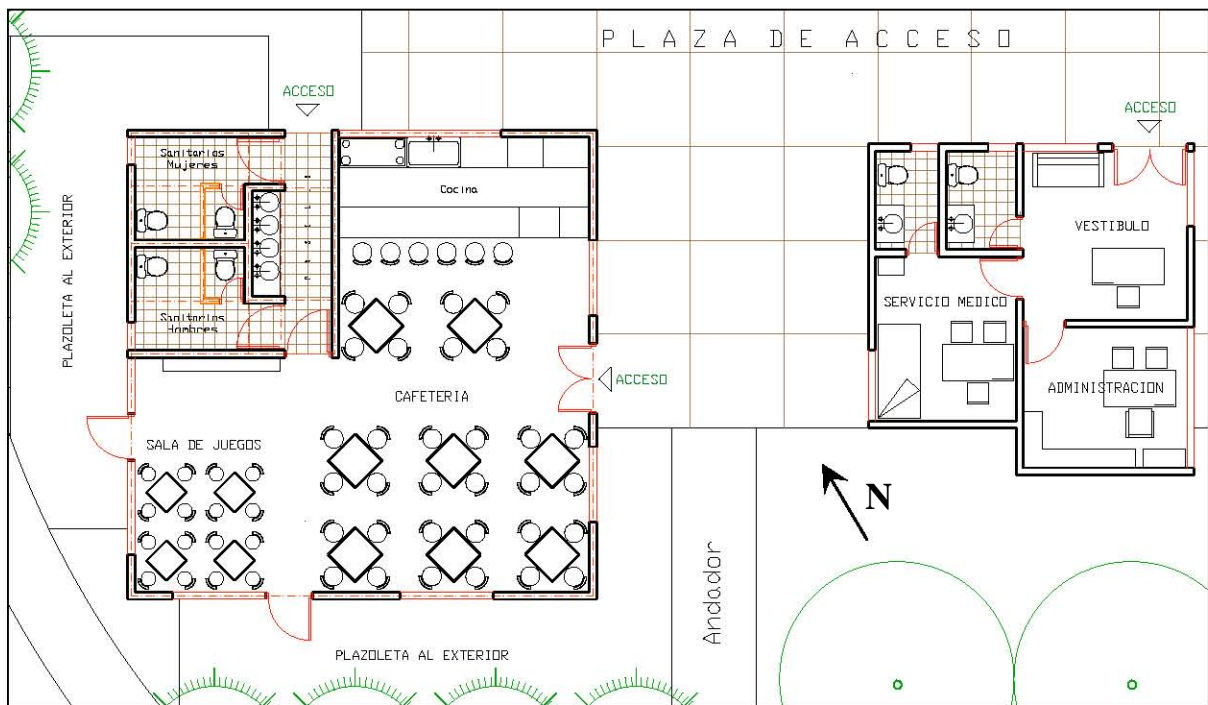 PLAZA DE ACCESO
ACCESO
ACCESO
Sanitarios
Mujeres
Cocina
PLAZOLETA AL EXTERIOR
VESTIBULO
SERVICIO MEDICO
Sanitarios
Hombres
ACCESO
ADMINISTRACION
CAFETERIA
SALA DE JUEGOS
N
Andador
PLAZOLETA AL EXTERIOR